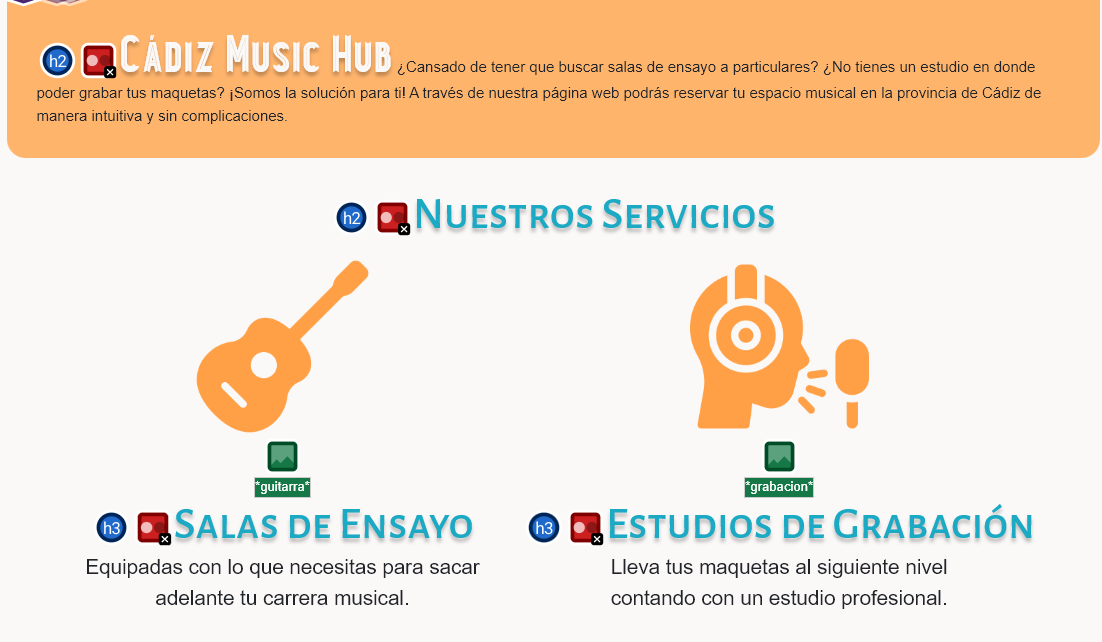 h2 Cádiz Music Hub ¿Cansado de tener que buscar salas de ensayo a particulares? ¿No tienes un estudio en donde
poder grabar tus maquetas? ¡Somos la solución para ti! A través de nuestra página web podrás reservar tu espacio musical en la provincia de Cádiz de
manera intuitiva y sin complicaciones.
h2 Nuestros Servicios
*guitarra*
*grabacion*
h3 Salas de Ensayo
h3 Estudios de Grabación
Equipadas con lo que necesitas para sacar
adelante tu carrera musical.
Lleva tus maquetas al siguiente nivel
contando con un estudio profesional.